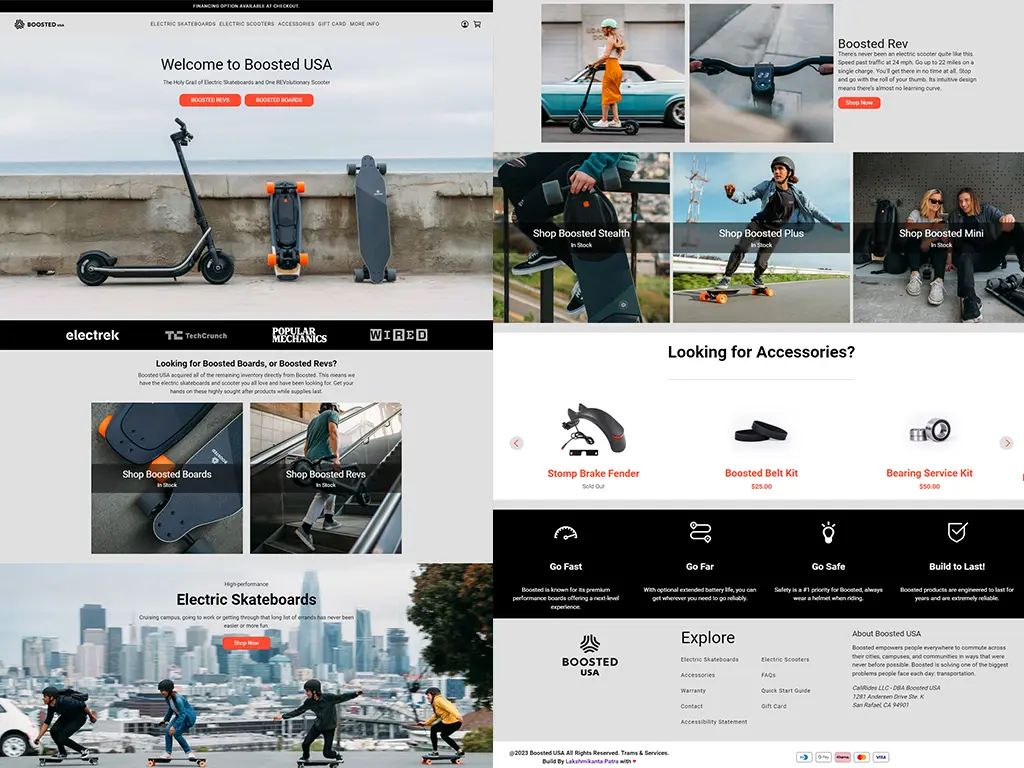 FINANCING OPTION AVAILABLE AT CHECKOUT.
BOOSTED USA
ELECTRIC SKATEBOARDS ELECTRIC SCOOTERS ACCESSORIES GIFT CARD MORE INFO
Welcome to Boosted USA
The Holy Grail of Electric Skateboards and One REVolutionary Scooter
BOOSTED REVS BOOSTED BOARDS
electrek TC TechCrunch POPULAR MECHANICS WIRED
Looking for Boosted Boards, or Boosted Revs?
Boosted USA acquired all of the remaining inventory directly from Boosted. This means we
have the electric skateboards and scooter you all love and have been looking for. Get your
hands on these highly sought after products while supplies last.
Shop Boosted Boards
In Stock
Shop Boosted Revs
In Stock
High-performance
Electric Skateboards
Cruising campus, going to work or getting through that long list of errands has never been
easier or more fun.
Shop Now
Boosted Rev
There's never been an electric scooter quite like this.
Speed past traffic at 24 mph. Go up to 22 miles on a
single charge. You'll get there in no time at all. Stop
and go with the roll of your thumb. Its intuitive design
means there's almost no learning curve.
Shop Now
Shop Boosted Stealth
In Stock
Shop Boosted Plus
In Stock
Shop Boosted Mini
In Stock
Looking for Accessories?
Stomp Brake Fender
Sold Out
Boosted Belt Kit
$25.00
Bearing Service Kit
$50.00
Go Fast
Boosted is known for its premium
performance boards offering a next-level
experience.
Go Far
With optional extended battery life, you can
get wherever you need to go reliably.
Go Safe
Safety is a #1 priority for Boosted, always
wear a helmet when riding.
Build to Last!
Boosted products are engineered to last for
years and are extremely reliable.
BOOSTED
USA
Explore
Electric Skateboards Electric Scooters
Accessories FAQs
Warranty Quick Start Guide
Contact Gift Card
Accessibility Statement
About Boosted USA
Boosted empowers people everywhere to commute across
their cities, campuses, and communities in ways that were
never before possible. Boosted is solving one of the biggest
problems people face each day: transportation.
CaliRides LLC - DBA Boosted USA
1281 Andersen Drive Ste. K
San Rafael, CA 94901
@2023 Boosted USA All Rights Reserved. Trams & Services.
Build By Lakshmikanta Patra with ♥
G Pay Klarna. VISA